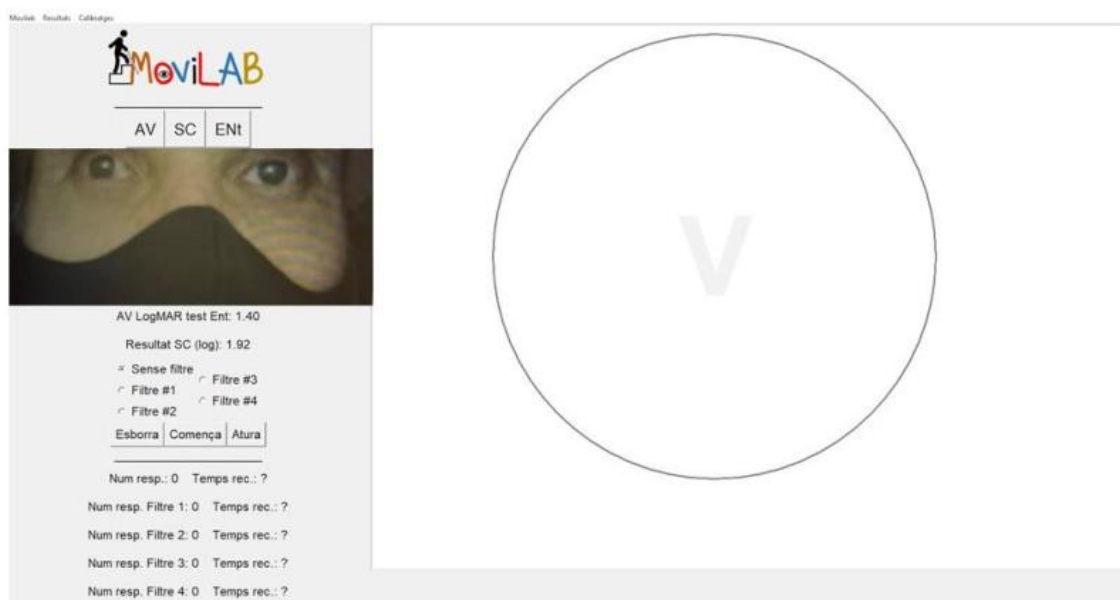 Movilab Resultats Calibratges
MoviLAB
AV SC ENt
AV LogMAR test Ent: 1.40
Resultat SC (log): 1.92
Sense filtre
Filtre #3
Filtre #1
Filtre #4
Filtre #2
Esborra Comença Atura
Num resp.: 0 Temps rec.: ?
Num resp. Filtre 1: 0 Temps rec.: ?
Num resp. Filtre 2: 0 Temps rec.: ?
Num resp. Filtre 3: 0 Temps rec.: ?
Num resp. Filtre 4: 0 Temps rec.: ?
V